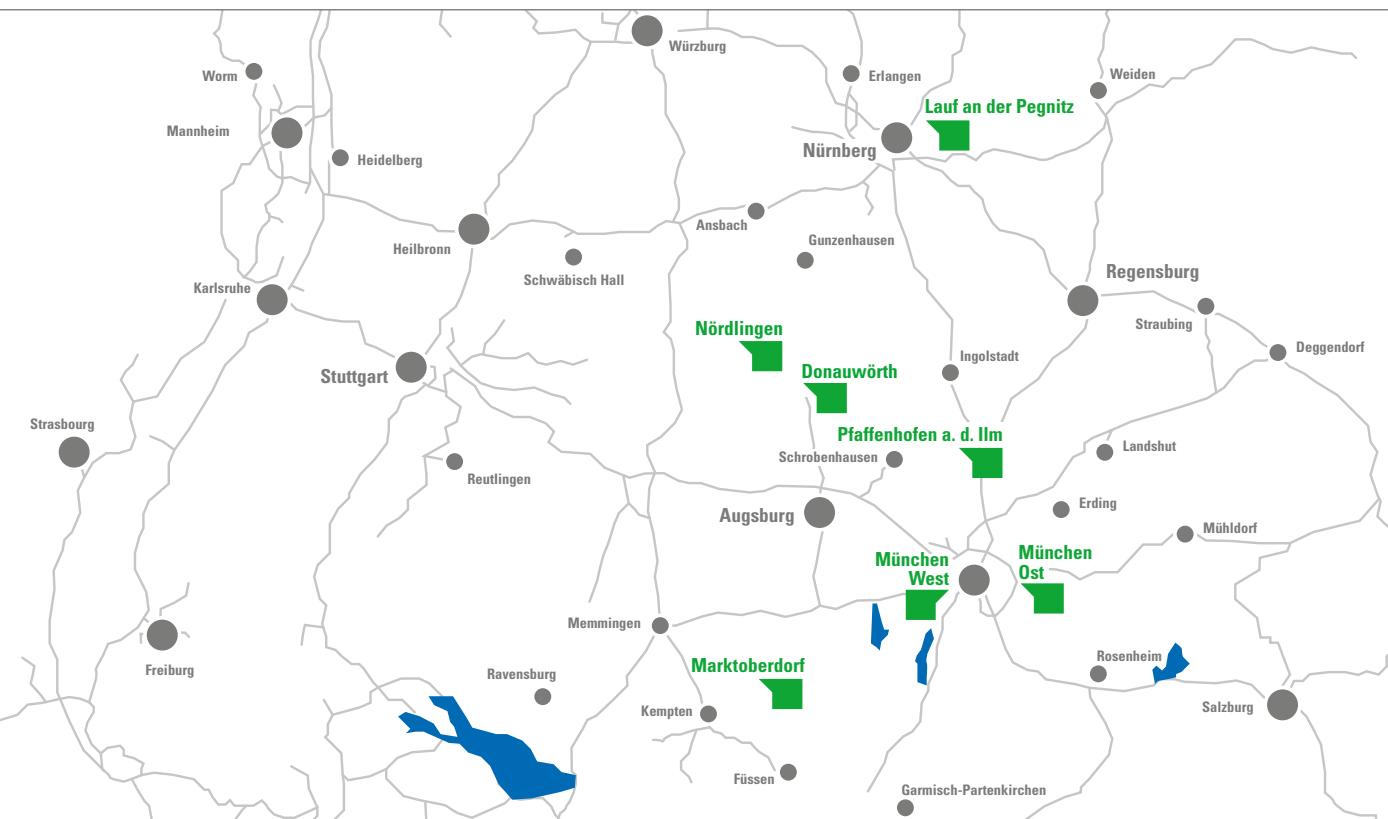 Würzburg
Worm
Erlangen
Weiden
Lauf an der Pegnitz
Mannheim
Nürnberg
Heidelberg
Ansbach
Gunzenhausen
Heilbronn
Schwäbisch Hall
Regensburg
Karlsruhe
Straubing
Nördlingen
Deggendorf
Ingolstadt
Stuttgart
Donauwörth
Strasbourg
Pfaffenhofen a. d. Ilm
Schrobenhausen
Landshut
Reutlingen
Augsburg
Erding
Mühldorf
München
West
München
Ost
Memmingen
Rosenheim
Freiburg
Ravensburg
Marktoberdorf
Kempten
Salzburg
Füssen
Garmisch-Partenkirchen